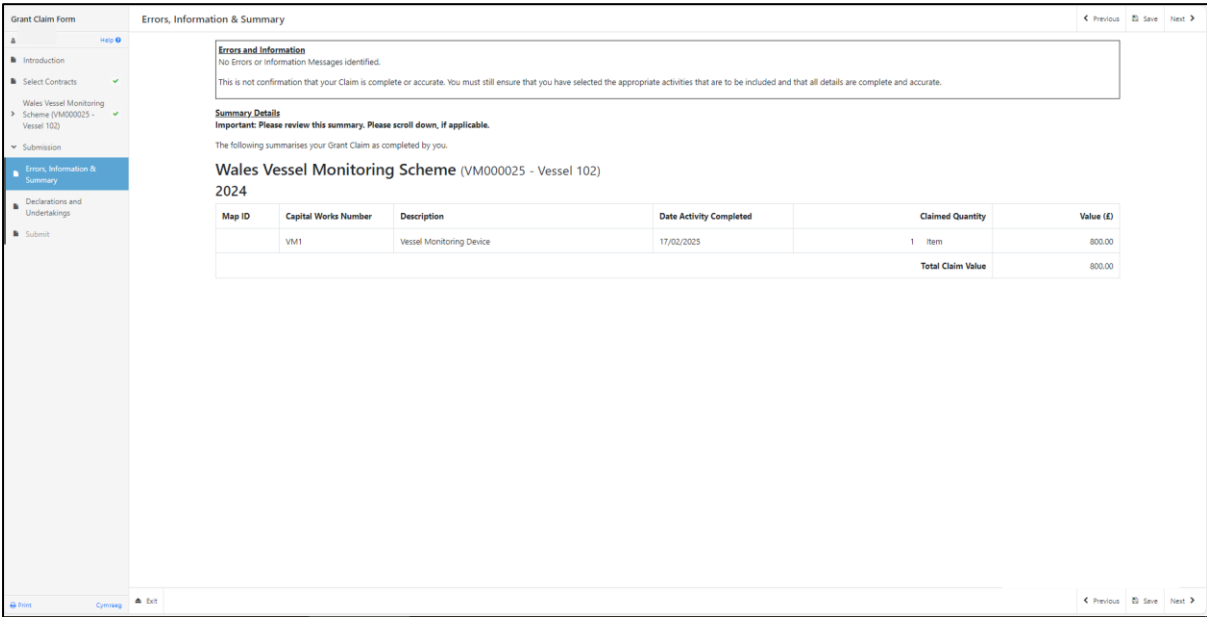 Grant Claim Form
Errors, Information & Summary
Previous Save Next
Help
Introduction
Select Contracts
Wales Vessel Monitoring
Scheme (VM000025 -
Vessel 102)
Submission
Errors, Information &
Summary
Declarations and
Undertakings
Submit
Errors and Information
No Errors or Information Messages identified.
This is not confirmation that your Claim is complete or accurate. You must still ensure that you have selected the appropriate activities that are to be included and that all details are complete and accurate.
Summary Details
Important: Please review this summary. Please scroll down, if applicable.
The following summarises your Grant Claim as completed by you.
Wales Vessel Monitoring Scheme (VM000025 - Vessel 102)
2024
Map ID Capital Works Number Description Date Activity Completed Claimed Quantity Value (£)
VM1 Vessel Monitoring Device 17/02/2025 1 Item 800.00
Total Claim Value 800.00
Print Cymraeg Exit Previous Save Next